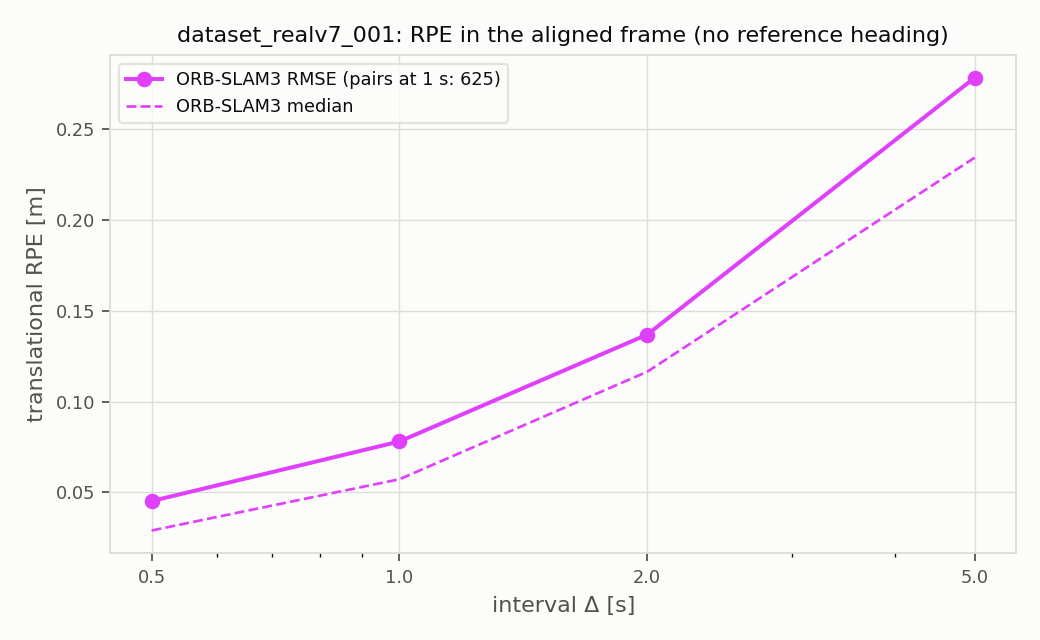 dataset_realv7_001: RPE in the aligned frame (no reference heading)
ORB-SLAM3 RMSE (pairs at 1 s: 625)
ORB-SLAM3 median
translational RPE [m]
0.25
0.20
0.15
0.10
0.05
0.5
1.0
2.0
5.0
interval Δ [s]